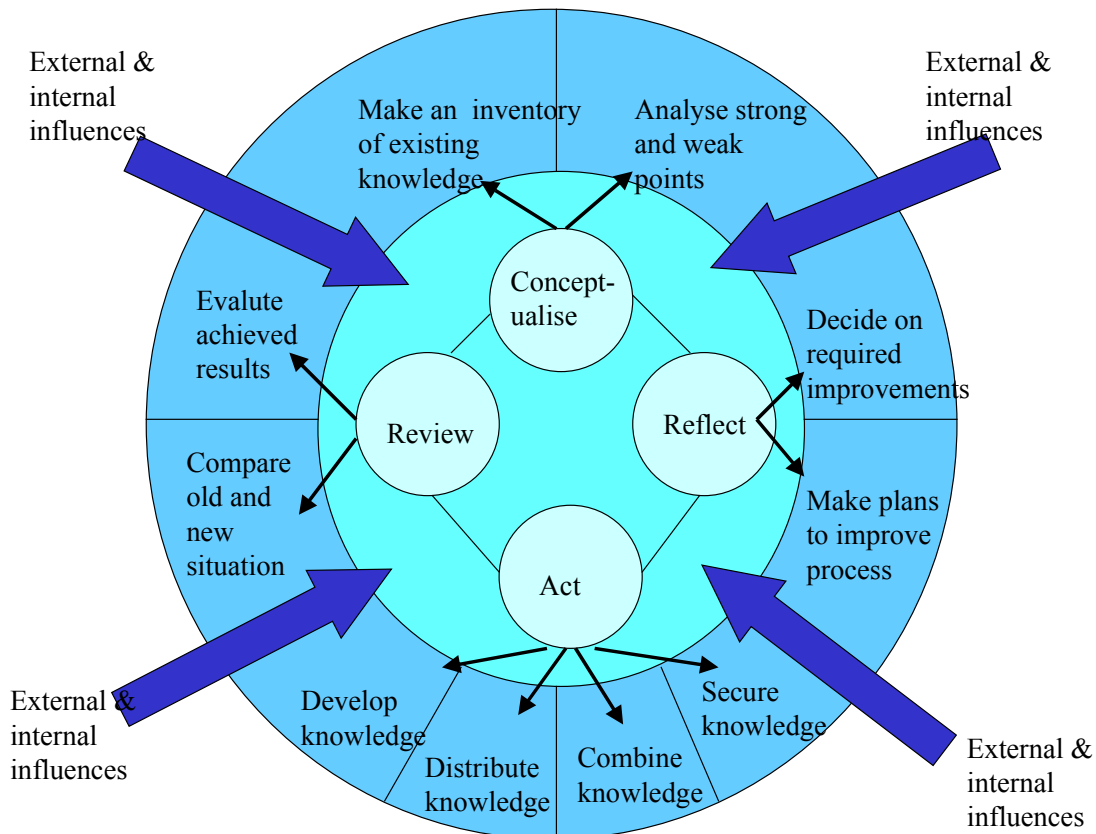 External &
internal
influences
Make an inventory
of existing
knowledge
Analyse strong
and weak
points
External &
internal
influences
Concept-
ualise
Evalute
achieved
results
Decide on
required
improvements
Review
Reflect
Compare
old and
new
situation
Make plans
to improve
process
Act
External &
internal
influences
Develop
knowledge
Distribute
knowledge
Combine
knowledge
Secure
knowledge
External &
internal
influences